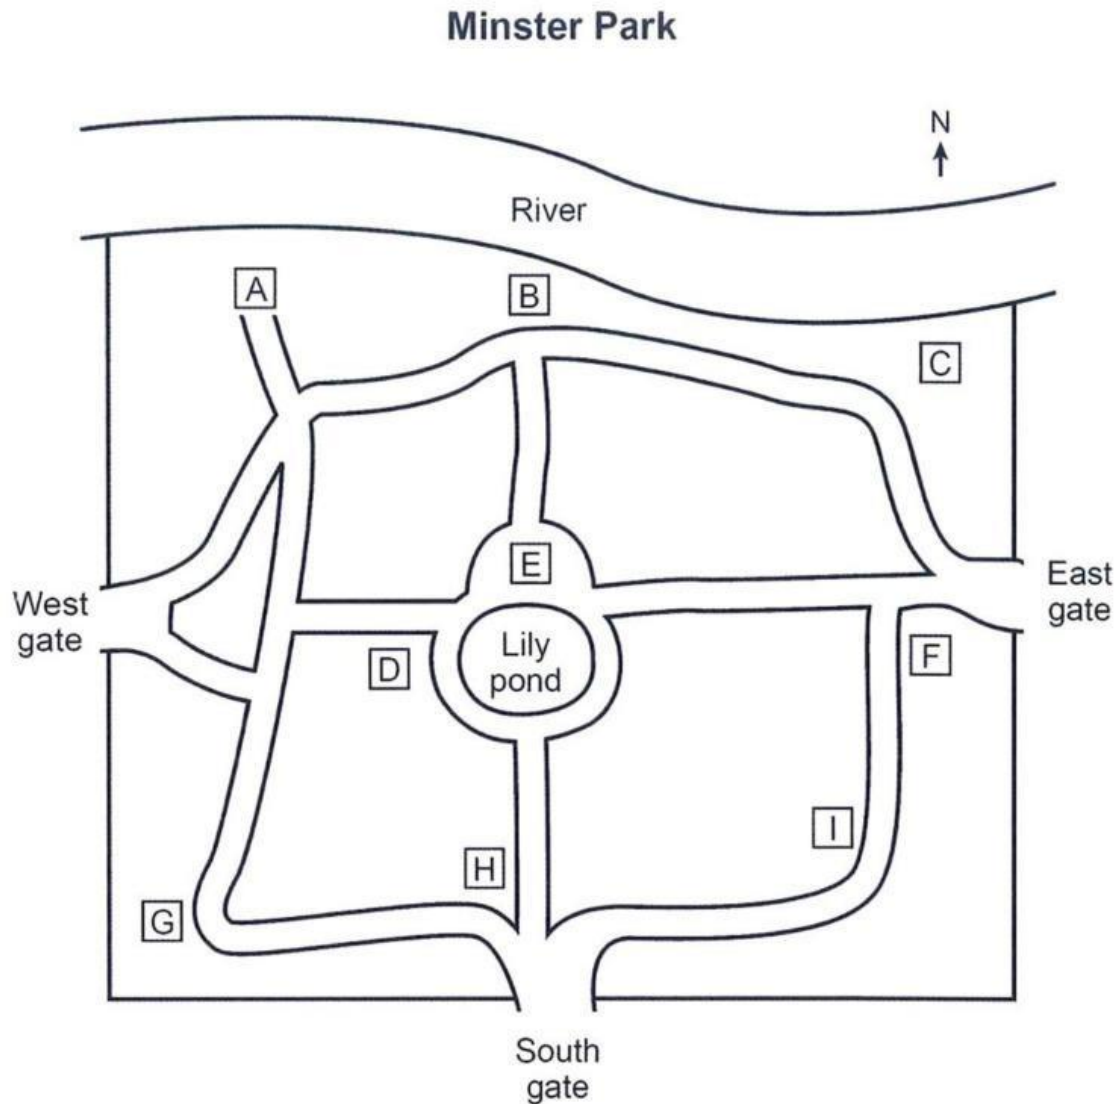 Minster Park
N
River
A
B
C
E
West
gate
East
gate
Lily
pond
D
F
I
H
G
South
gate